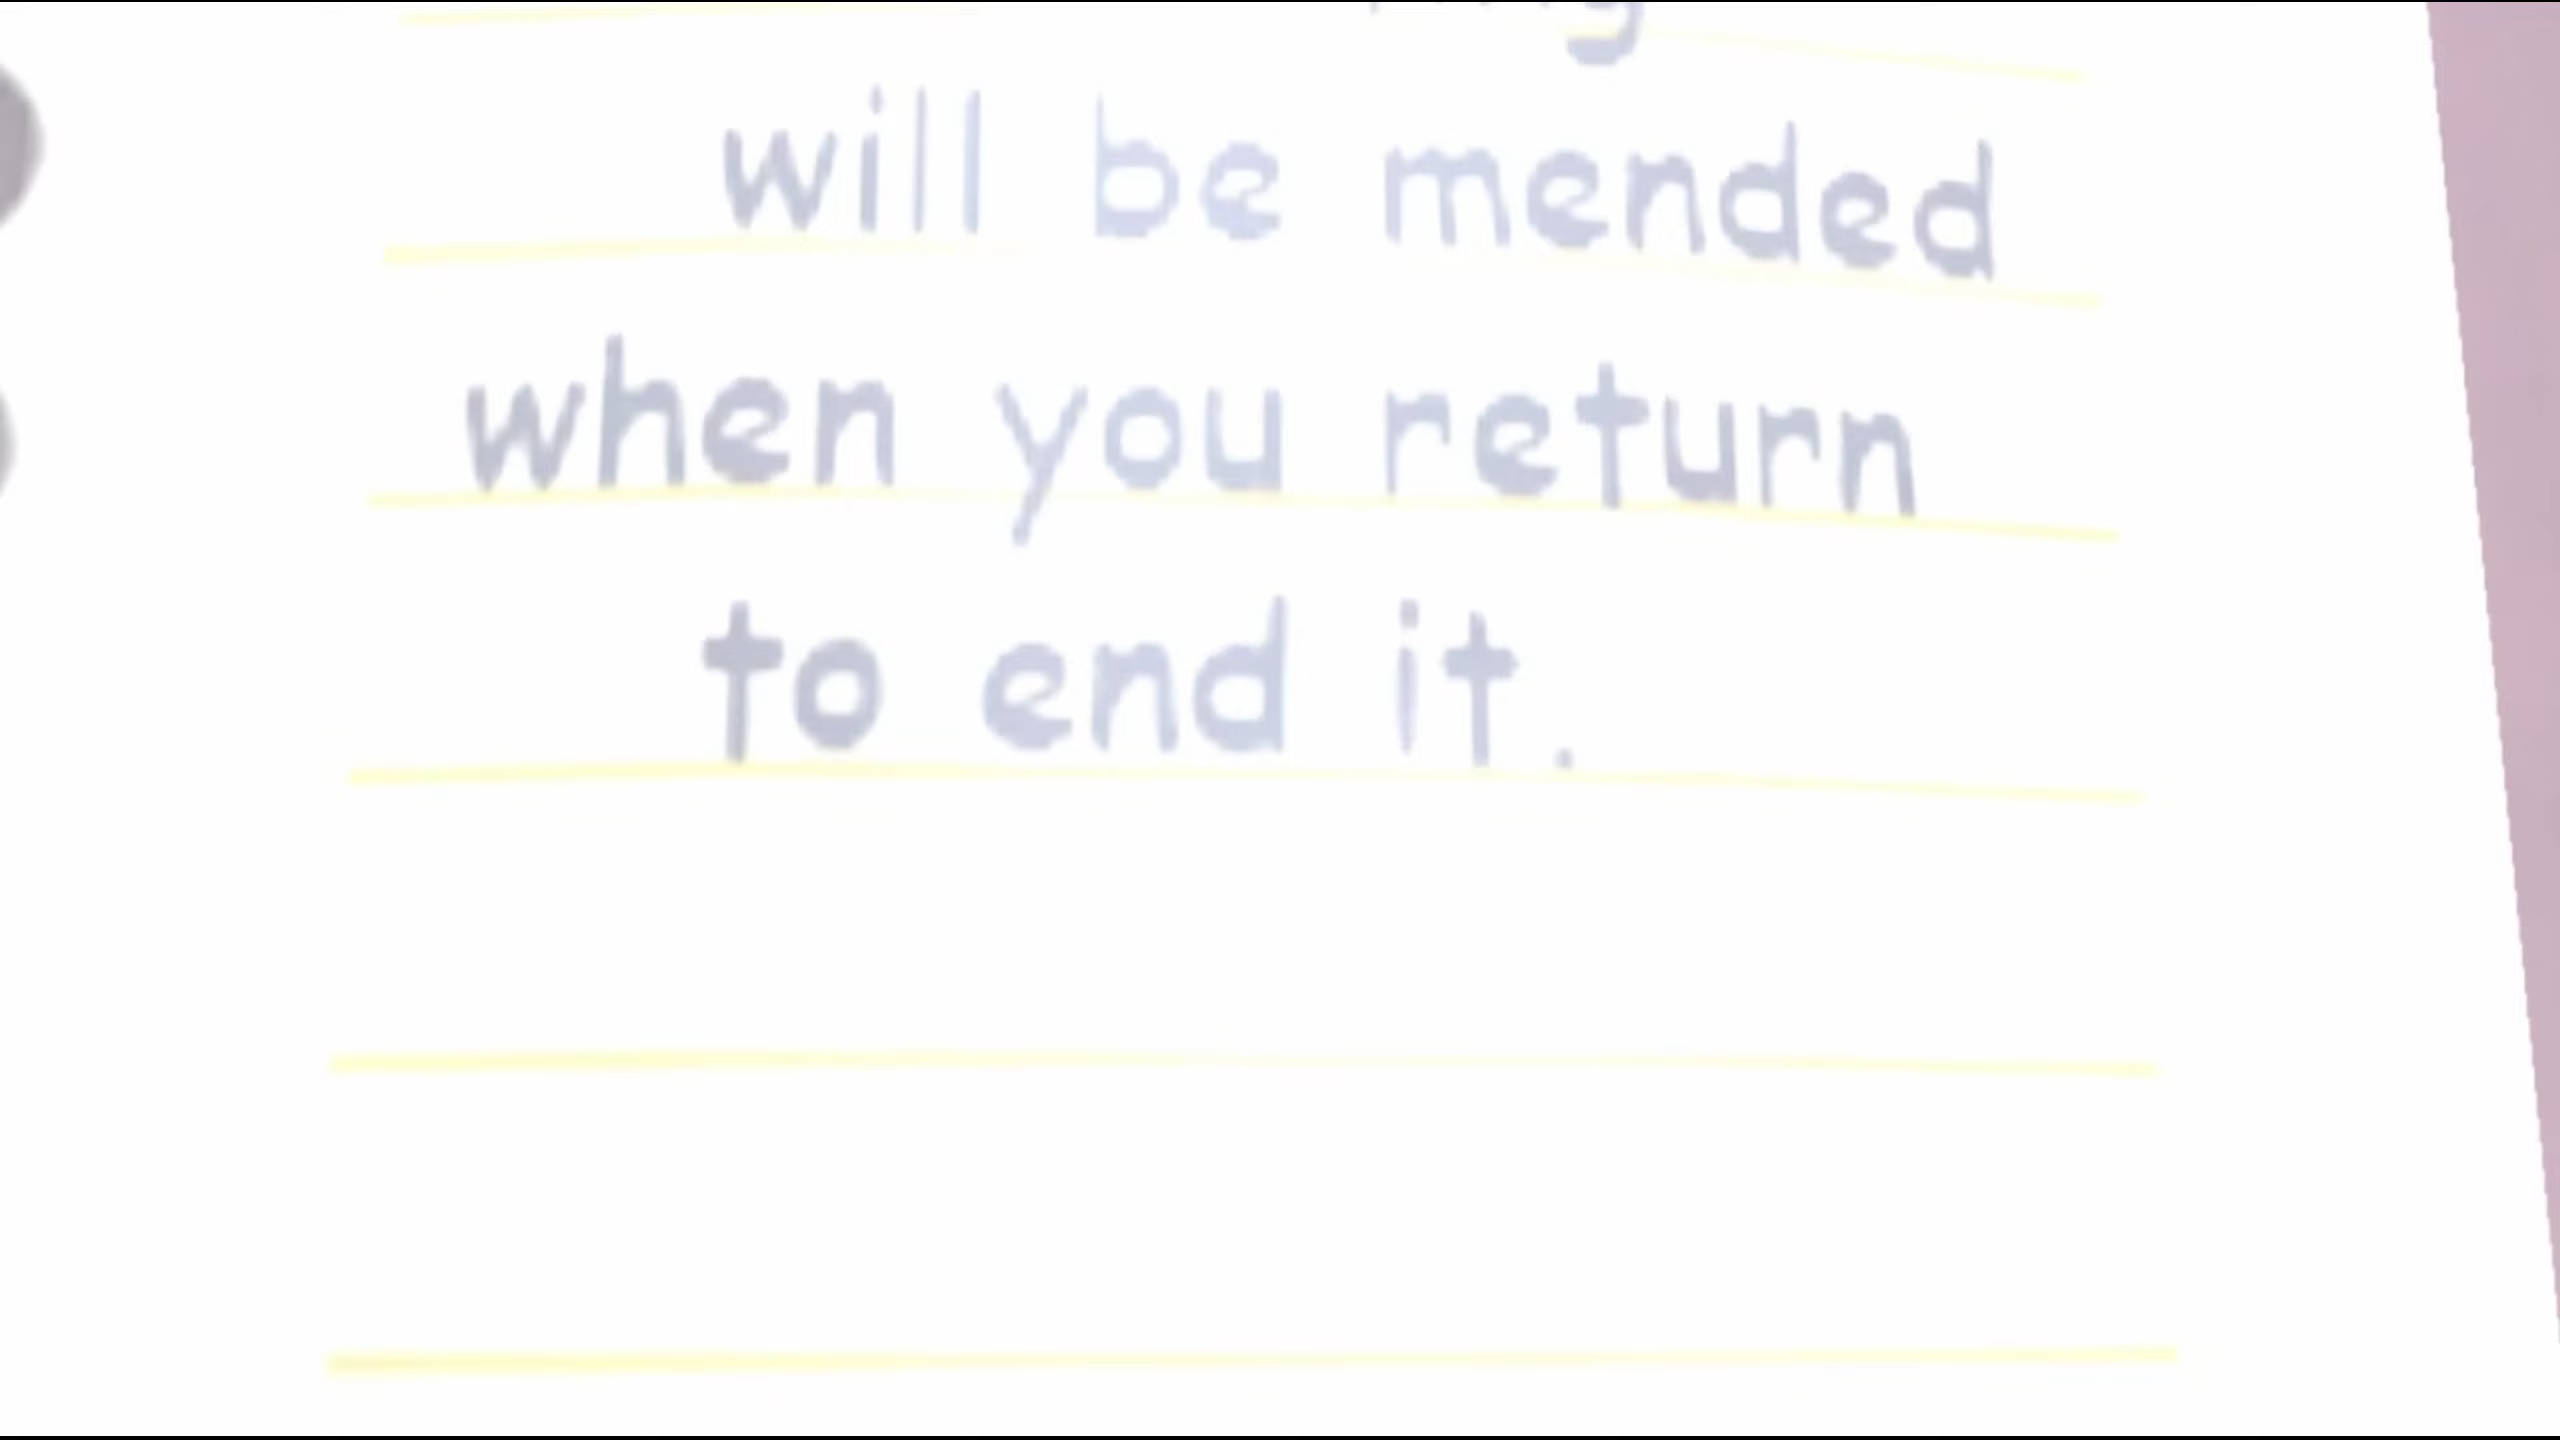 will be mended
when you return
to end it.